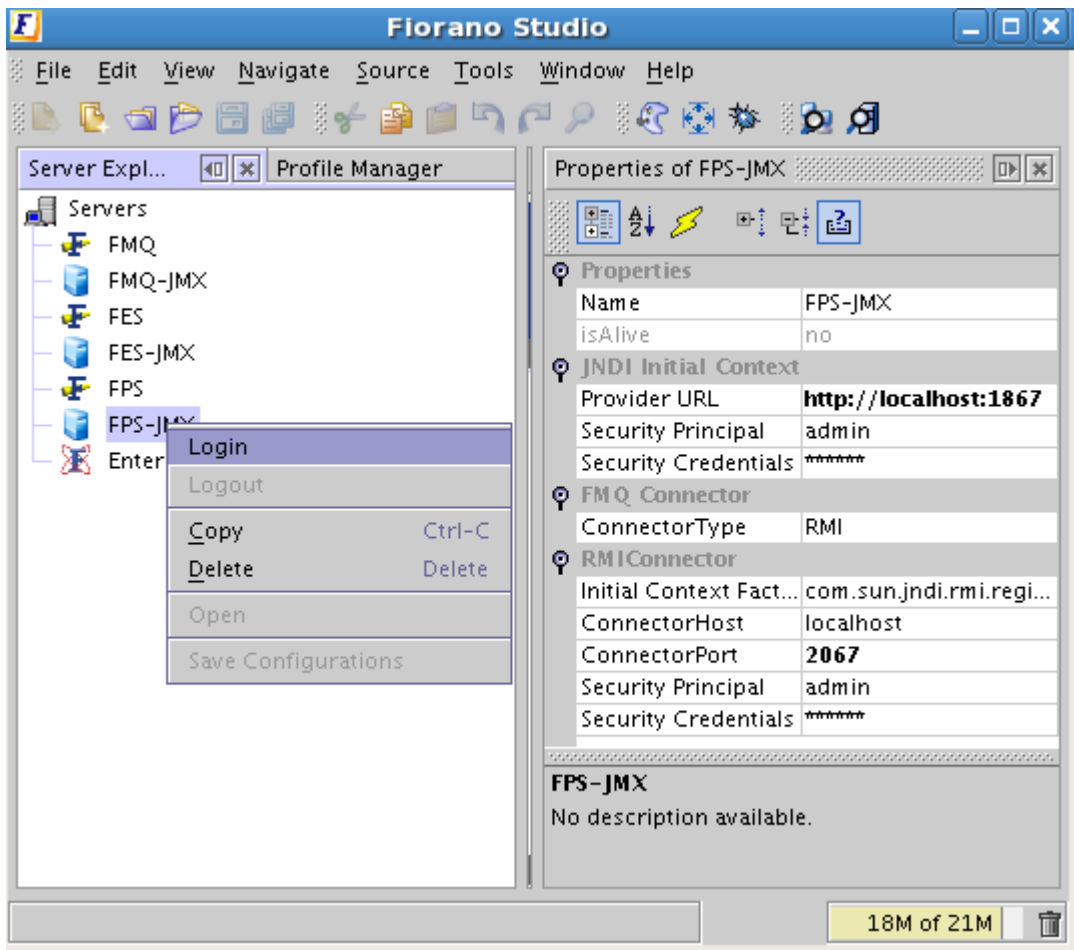 Fiorano Studio
File Edit View Navigate Source Tools Window Help
Server Expl...
Profile Manager
Servers
FMQ
FMQ-JMX
FES
FES-JMX
FPS
FPS-JMX
Enter
Login
Logout
Copy Ctrl-C
Delete Delete
Open
Save Configurations
Properties of FPS-JMX
Properties
Name FPS-JMX
isAlive no
JNDI Initial Context
Provider URL http://localhost:1867
Security Principal admin
Security Credentials ******
FMQ Connector
ConnectorType RMI
RMIConnector
Initial Context Fact... com.sun.jndi.rmi.regi...
ConnectorHost localhost
ConnectorPort 2067
Security Principal admin
Security Credentials ******
FPS-JMX
No description available.
18M of 21M